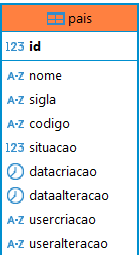 pais
123 id
A-Z nome
A-Z sigla
A-Z codigo
123 situacao
datacriacao
dataalteracao
A-Z usercriacao
A-Z useralteracao